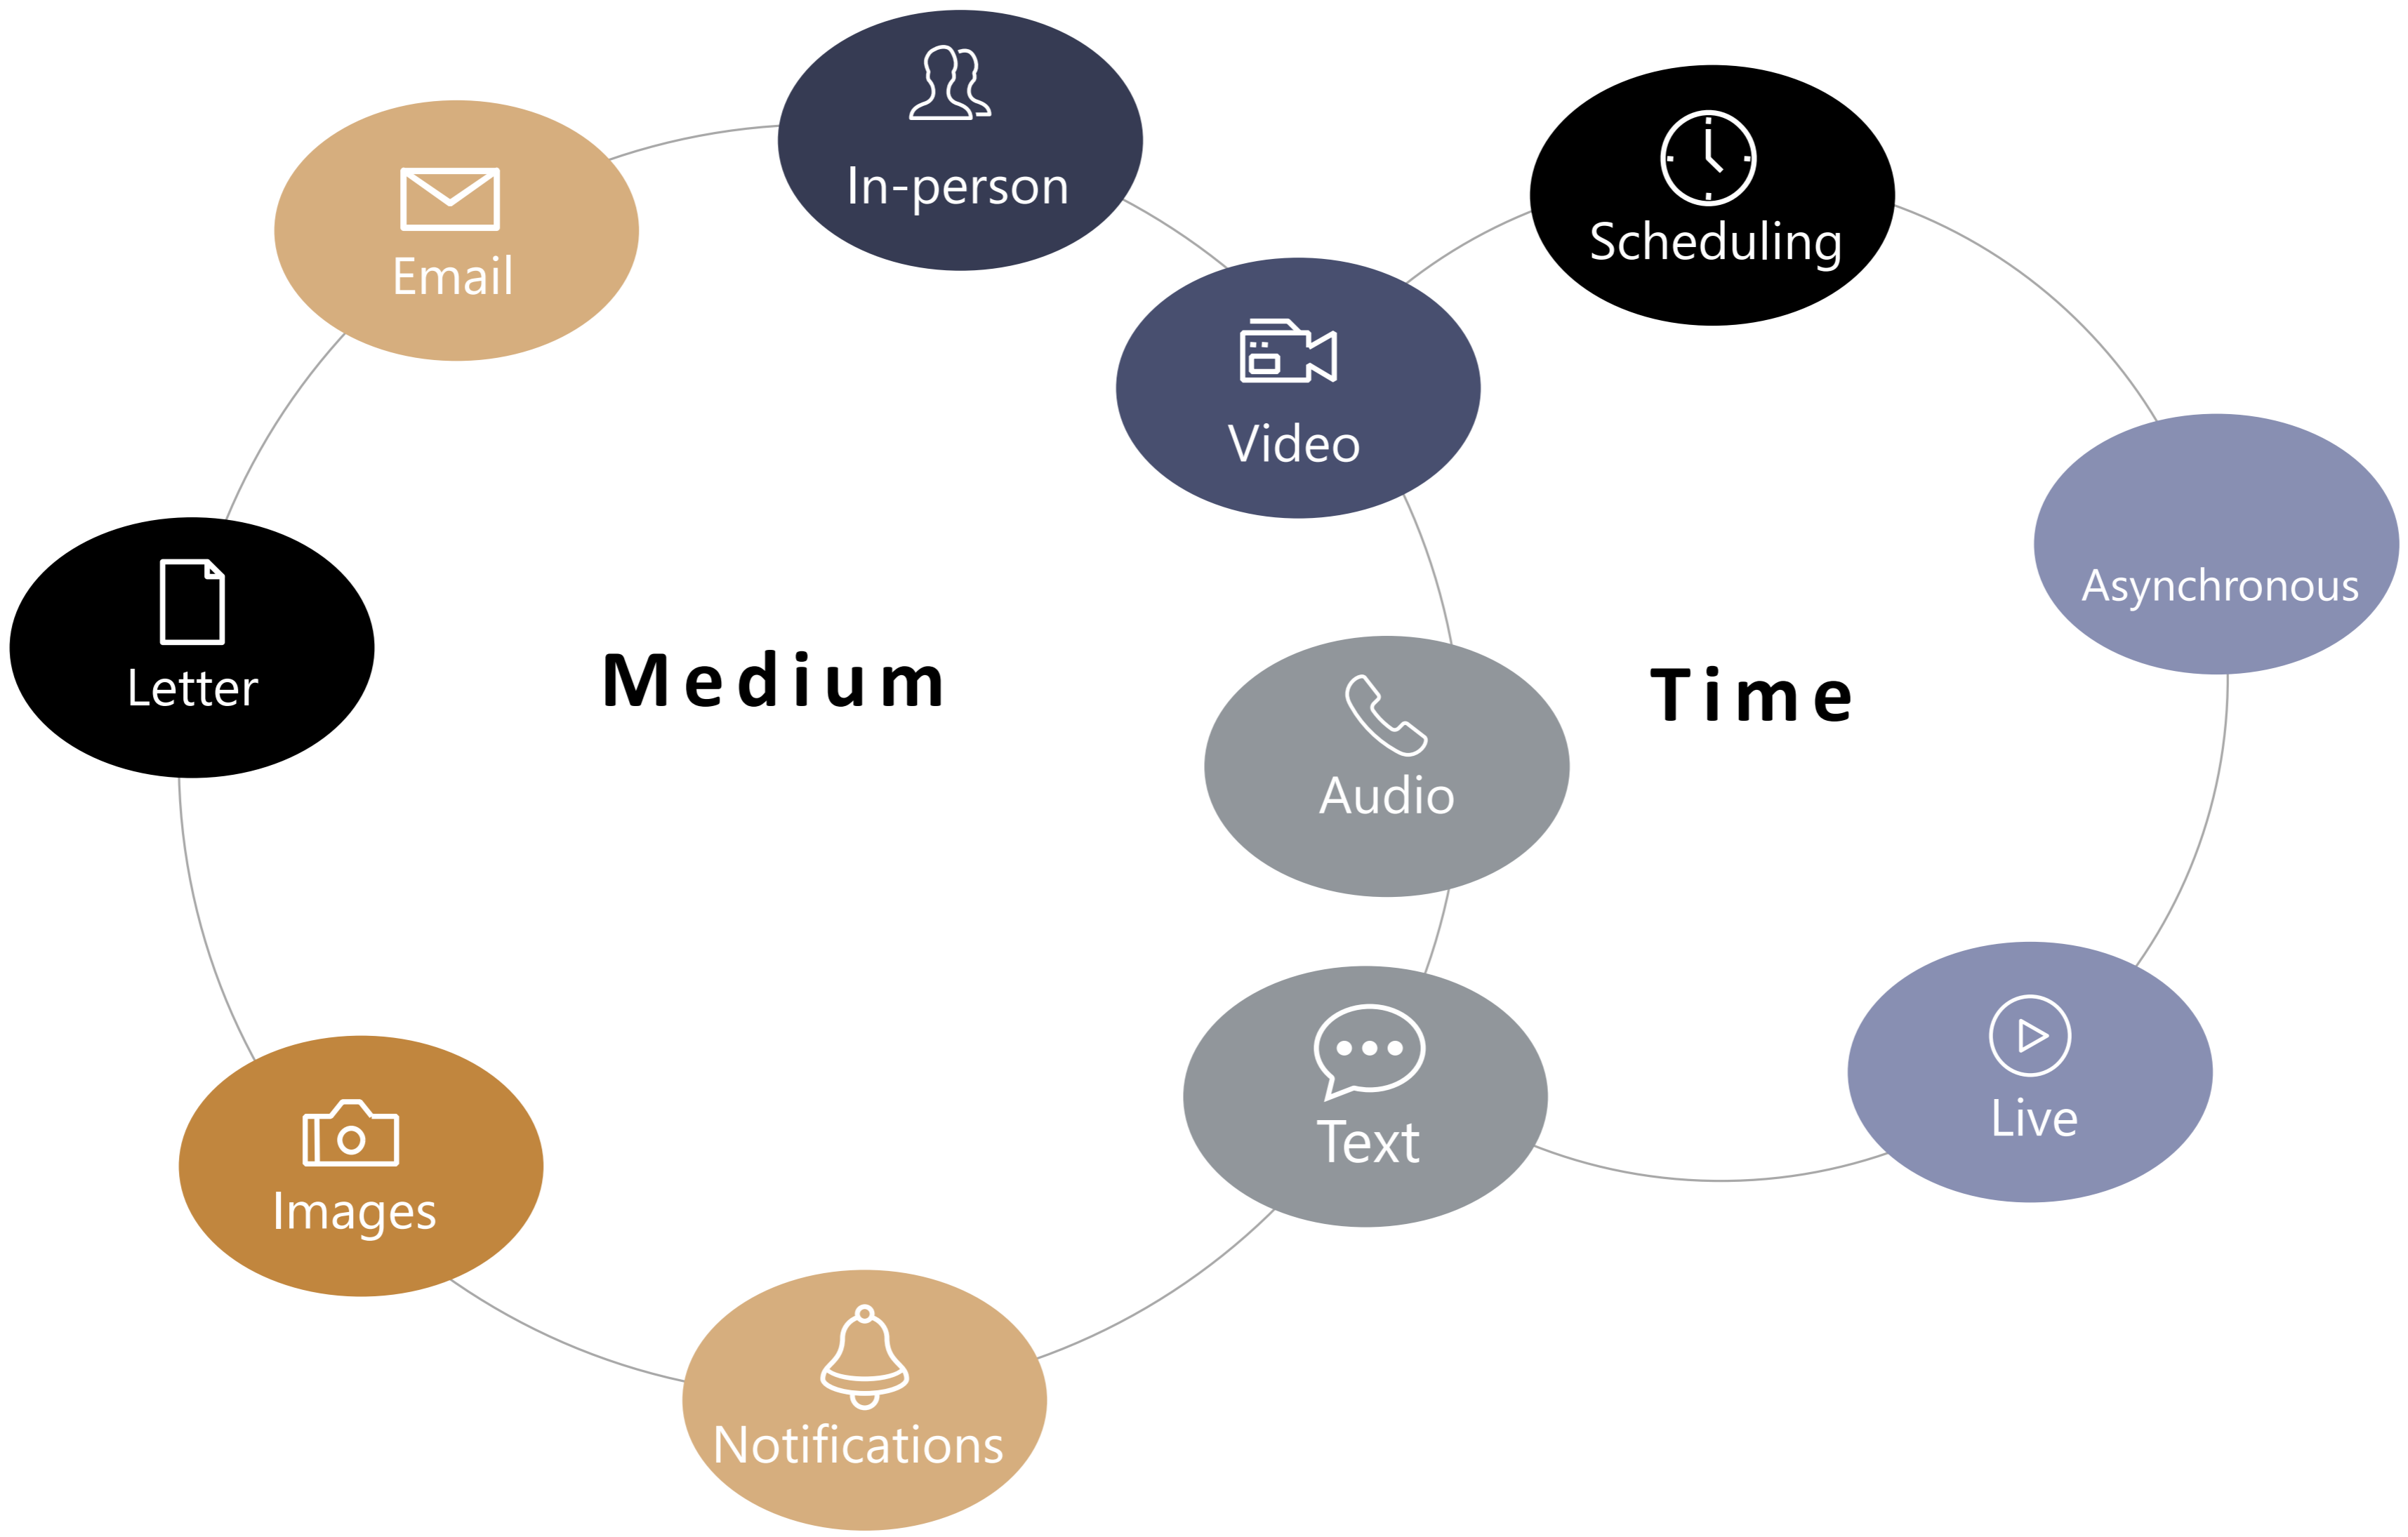 In-person
Scheduling
Email
Video
Asynchronous
Letter
Medium
Time
Audio
Live
Text
Images
Notifications